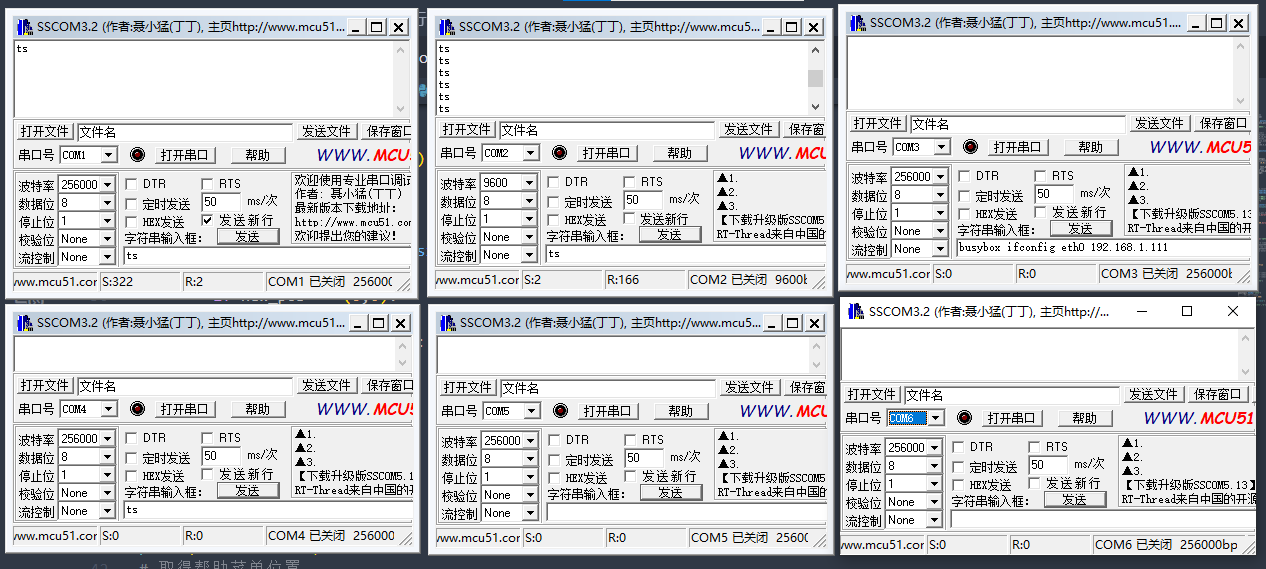 SSCOM3.2 (作者:聂小猛(丁丁), 主页http://www.mcu51....
ts
打开文件 文件名 发送文件 保存窗口
串口号 COM1 打开串口 帮助 WWW.MCU5
波特率 256000 DTR RTS
数据位 8 定时发送 50 ms/次
停止位 1 HEX发送 发送新行
校验位 None 字符串输入框: 发送
流控制 None ts
欢迎使用专业串口调试
作者: 聂小猛(丁丁)
最新版本下载地址:
http://www.mcu51.com
欢迎提出您的建议!
www.mcu51.cor S:322 R:2 COM1 已关闭 256000
SSCOM3.2 (作者:聂小猛(丁丁), 主页http://www.mcu5...
ts
ts
ts
ts
ts
ts
打开文件 文件名 发送文件 保存窗
串口号 COM2 打开串口 帮助 WWW.MCU
波特率 9600 DTR RTS
数据位 8 定时发送 50 ms/次
停止位 1 HEX发送 发送新行
校验位 None 字符串输入框: 发送
流控制 None ts
▲1.
▲2.
▲3.
【下载升级版SSCOM5.
RT-Thread来自中国的
www.mcu51.cor S:2 R:166 COM2 已关闭 9600b
SSCOM3.2 (作者:聂小猛(丁丁), 主页http://www.mcu51....
打开文件 文件名 发送文件 保存窗口
串口号 COM3 打开串口 帮助 WWW.MCU5
波特率 256000 DTR RTS
数据位 8 定时发送 50 ms/次
停止位 1 HEX发送 发送新行
校验位 None 字符串输入框: 发送
流控制 None busybox ifconfig eth0 192.168.1.111
▲1.
▲2.
▲3.
【下载升级版SSCOM5.13
RT-Thread来自中国的开
www.mcu51.cor S:0 R:0 COM3 已关闭 256000b
SSCOM3.2 (作者:聂小猛(丁丁), 主页http://www.mcu51....
打开文件 文件名 发送文件 保存窗口
串口号 COM4 打开串口 帮助 WWW.MCU5
波特率 256000 DTR RTS
数据位 8 定时发送 50 ms/次
停止位 1 HEX发送 发送新行
校验位 None 字符串输入框: 发送
流控制 None ts
▲1.
▲2.
▲3.
【下载升级版SSCOM5.1
RT-Thread来自中国的开
www.mcu51.cor S:0 R:0 COM4 已关闭 256000
SSCOM3.2 (作者:聂小猛(丁丁), 主页http://www.mcu5...
打开文件 文件名 发送文件 保存窗
串口号 COM5 打开串口 帮助 WWW.MCU
波特率 256000 DTR RTS
数据位 8 定时发送 50 ms/次
停止位 1 HEX发送 发送新行
校验位 None 字符串输入框: 发送
流控制 None
▲1.
▲2.
▲3.
【下载升级版SSCOM5.
RT-Thread来自中国的
www.mcu51.cor S:0 R:0 COM5 已关闭 25600
SSCOM3.2 (作者:聂小猛(丁丁), 主页http://...
打开文件 文件名 发送文件 保存窗口
串口号 COM6 打开串口 帮助 WWW.MCU51
波特率 256000 DTR RTS
数据位 8 定时发送 50 ms/次
停止位 1 HEX发送 发送新行
校验位 None 字符串输入框: 发送
流控制 None
▲1.
▲2.
▲3.
【下载升级版SSCOM5.13】
RT-Thread来自中国的开源
www.mcu51.cor S:0 R:0 COM6 已关闭 256000bp
# 取得帮助菜单位置